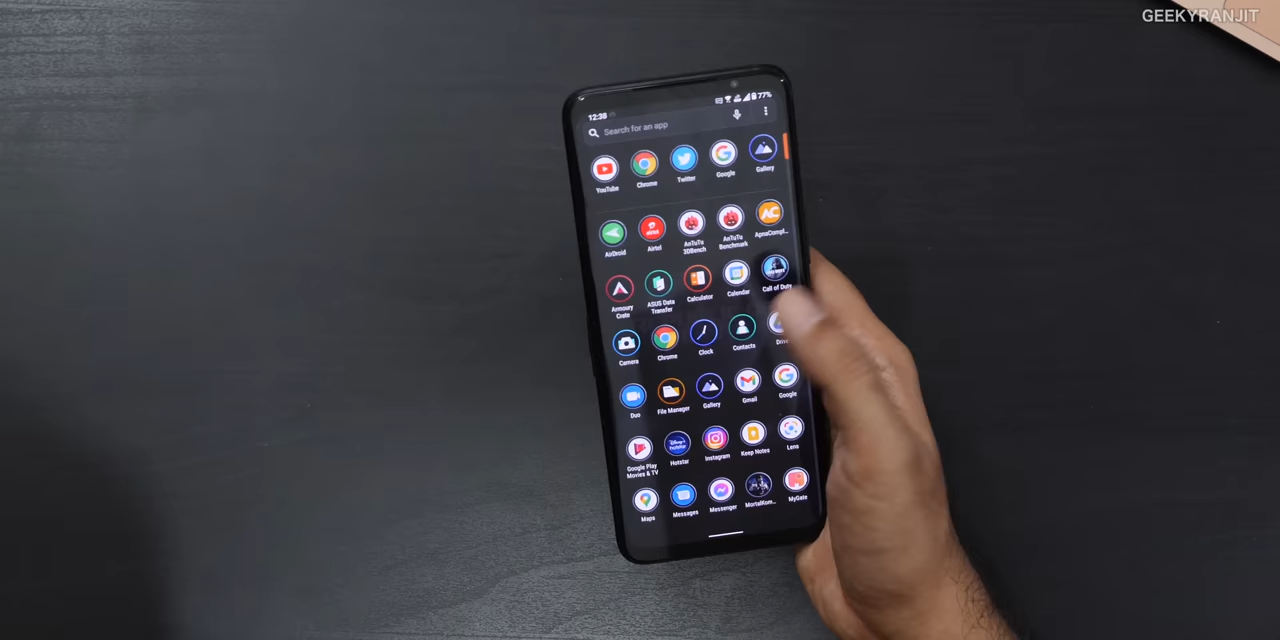 GEEKYRANJIT
12:38
77%
Search for an app
YouTube
Chrome
Twitter
Google
Gallery
AirDroid
Airtel
AnTuTu
3DBench
AnTuTu
Benchmark
ApnaCompl..
Armoury
Crate
ASUS Data
Transfer
Calculator
Calendar
Call of Duty
Camera
Chrome
Clock
Contacts
Duo
File Manager
Gallery
Gmail
Google
Google Play
Movies & TV
Hotstar
Instagram
Keep Notes
Lens
Maps
Messages
Messenger
MortalKom...
MyGate